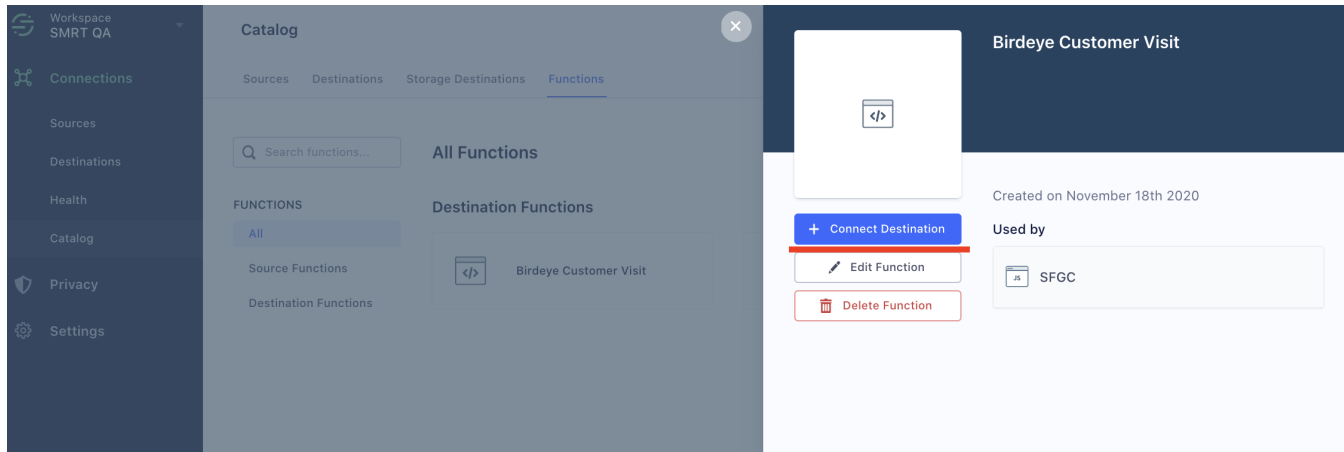 Workspace
SMRT QA
Connections
Sources
Destinations
Health
Catalog
Privacy
Settings
Catalog
Sources Destinations Storage Destinations Functions
Search functions...
FUNCTIONS
All
Source Functions
Destination Functions
All Functions
Destination Functions
</> Birdeye Customer Visit
Birdeye Customer Visit
</>
+ Connect Destination
Edit Function
Delete Function
Created on November 18th 2020
Used by
JS SFGC